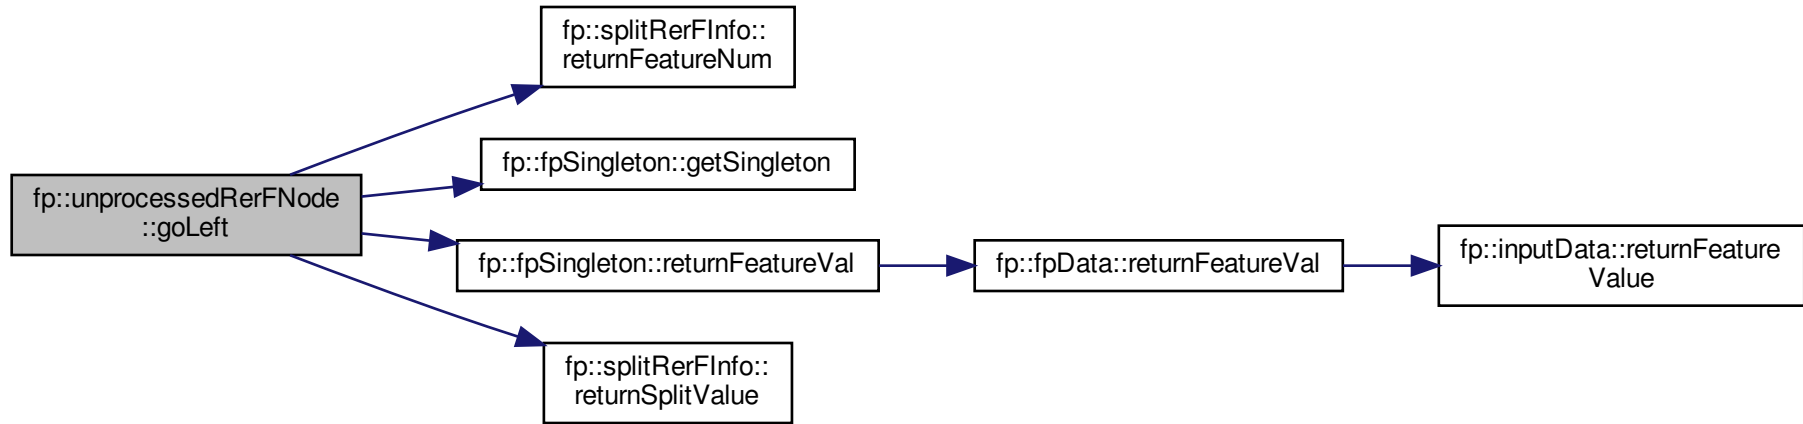 fp::splitRerFInfo::
returnFeatureNum
fp::fpSingleton::getSingleton
fp::unprocessedRerFNode
::goLeft
fp::fpSingleton::returnFeatureVal
fp::fpData::returnFeatureVal
fp::inputData::returnFeature
Value
fp::splitRerFInfo::
returnSplitValue